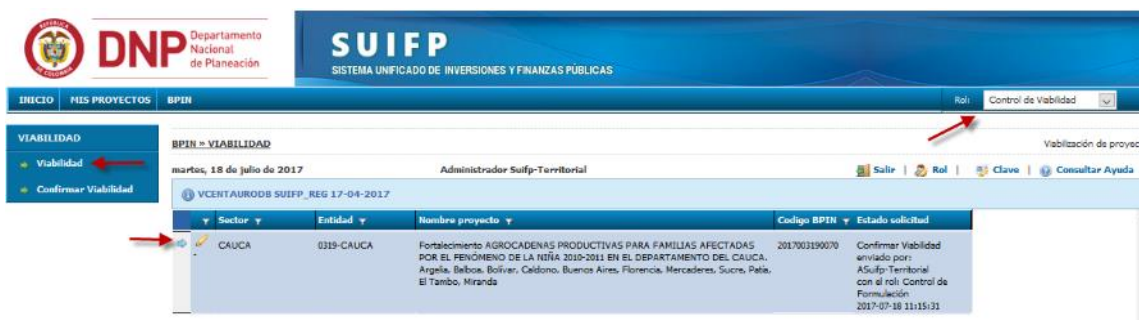 DNP
Departamento
Nacional
de Planeación
SUIFP
SISTEMA UNIFICADO DE INVERSIONES Y FINANZAS PÚBLICAS
INICIO MIS PROYECTOS BPIN Rol: Control de Viabilidad
VIABILIDAD
Viabilidad
Confirmar Viabilidad
BPIN » VIABILIDAD Viabilización de proyec
martes, 18 de julio de 2017 Administrador Suifp-Territorial Salir | Rol | Clave | Consultar Ayuda
VCENTAURODB SUIFP_REG 17-04-2017
Sector Entidad Nombre proyecto Codigo BPIN Estado solicitud
CAUCA 0319-CAUCA Fortalecimiento AGROCADENAS PRODUCTIVAS PARA FAMILIAS AFECTADAS 2017003190070 Confirmar Viabilidad
POR EL FENÓMENO DE LA NIÑA 2010-2011 EN EL DEPARTAMENTO DEL CAUCA. enviado por:
Argelia, Balboa, Bolívar, Caldono, Buenos Aires, Florencia, Mercaderes, Sucre, Patía, ASuifp-Territorial
El Tambo, Miranda con el rol: Control de
Formulación
2017-07-18 11:15:31